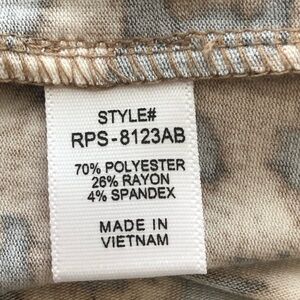 STYLE#
RPS-8123AB
70% POLYESTER
26% RAYON
4% SPANDEX
MADE IN
VIETNAM